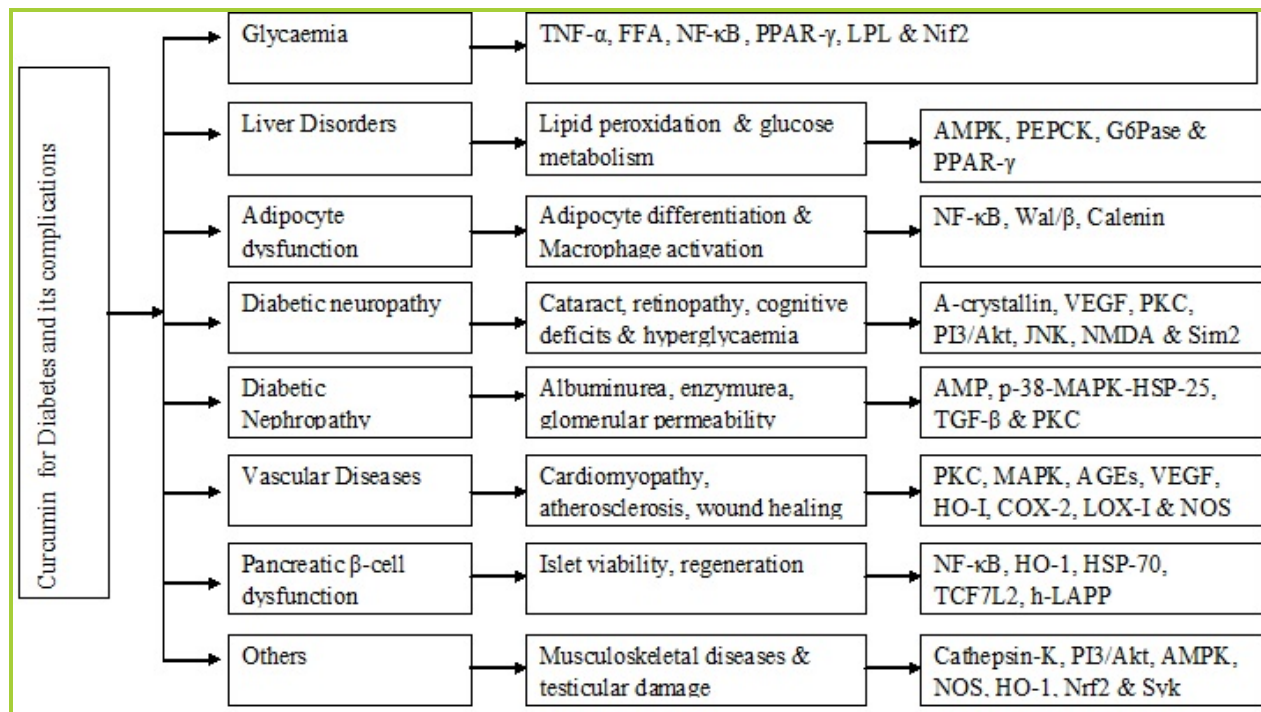 Curcumin for Diabetes and its complications
Glycaemia
TNF-α, FFA, NF-κB, PPAR-γ, LPL & Nif2
Liver Disorders
Lipid peroxidation & glucose
metabolism
AMPK, PEPCK, G6Pase &
PPAR-γ
Adipocyte
dysfunction
Adipocyte differentiation &
Macrophage activation
NF-κB, Wal/β, Calenin
Diabetic neuropathy
Cataract, retinopathy, cognitive
deficits & hyperglycaemia
A-crystallin, VEGF, PKC,
PI3/Akt, JNK, NMDA & Sim2
Diabetic
Nephropathy
Albuminurea, enzymurea,
glomerular permeability
AMP, p-38-MAPK-HSP-25,
TGF-β & PKC
Vascular Diseases
Cardiomyopathy,
atherosclerosis, wound healing
PKC, MAPK, AGEs, VEGF,
HO-I, COX-2, LOX-I & NOS
Pancreatic β-cell
dysfunction
Islet viability, regeneration
NF-κB, HO-1, HSP-70,
TCF7L2, h-LAPP
Others
Musculoskeletal diseases &
testicular damage
Cathepsin-K, PI3/Akt, AMPK,
NOS, HO-1, Nrf2 & Syk